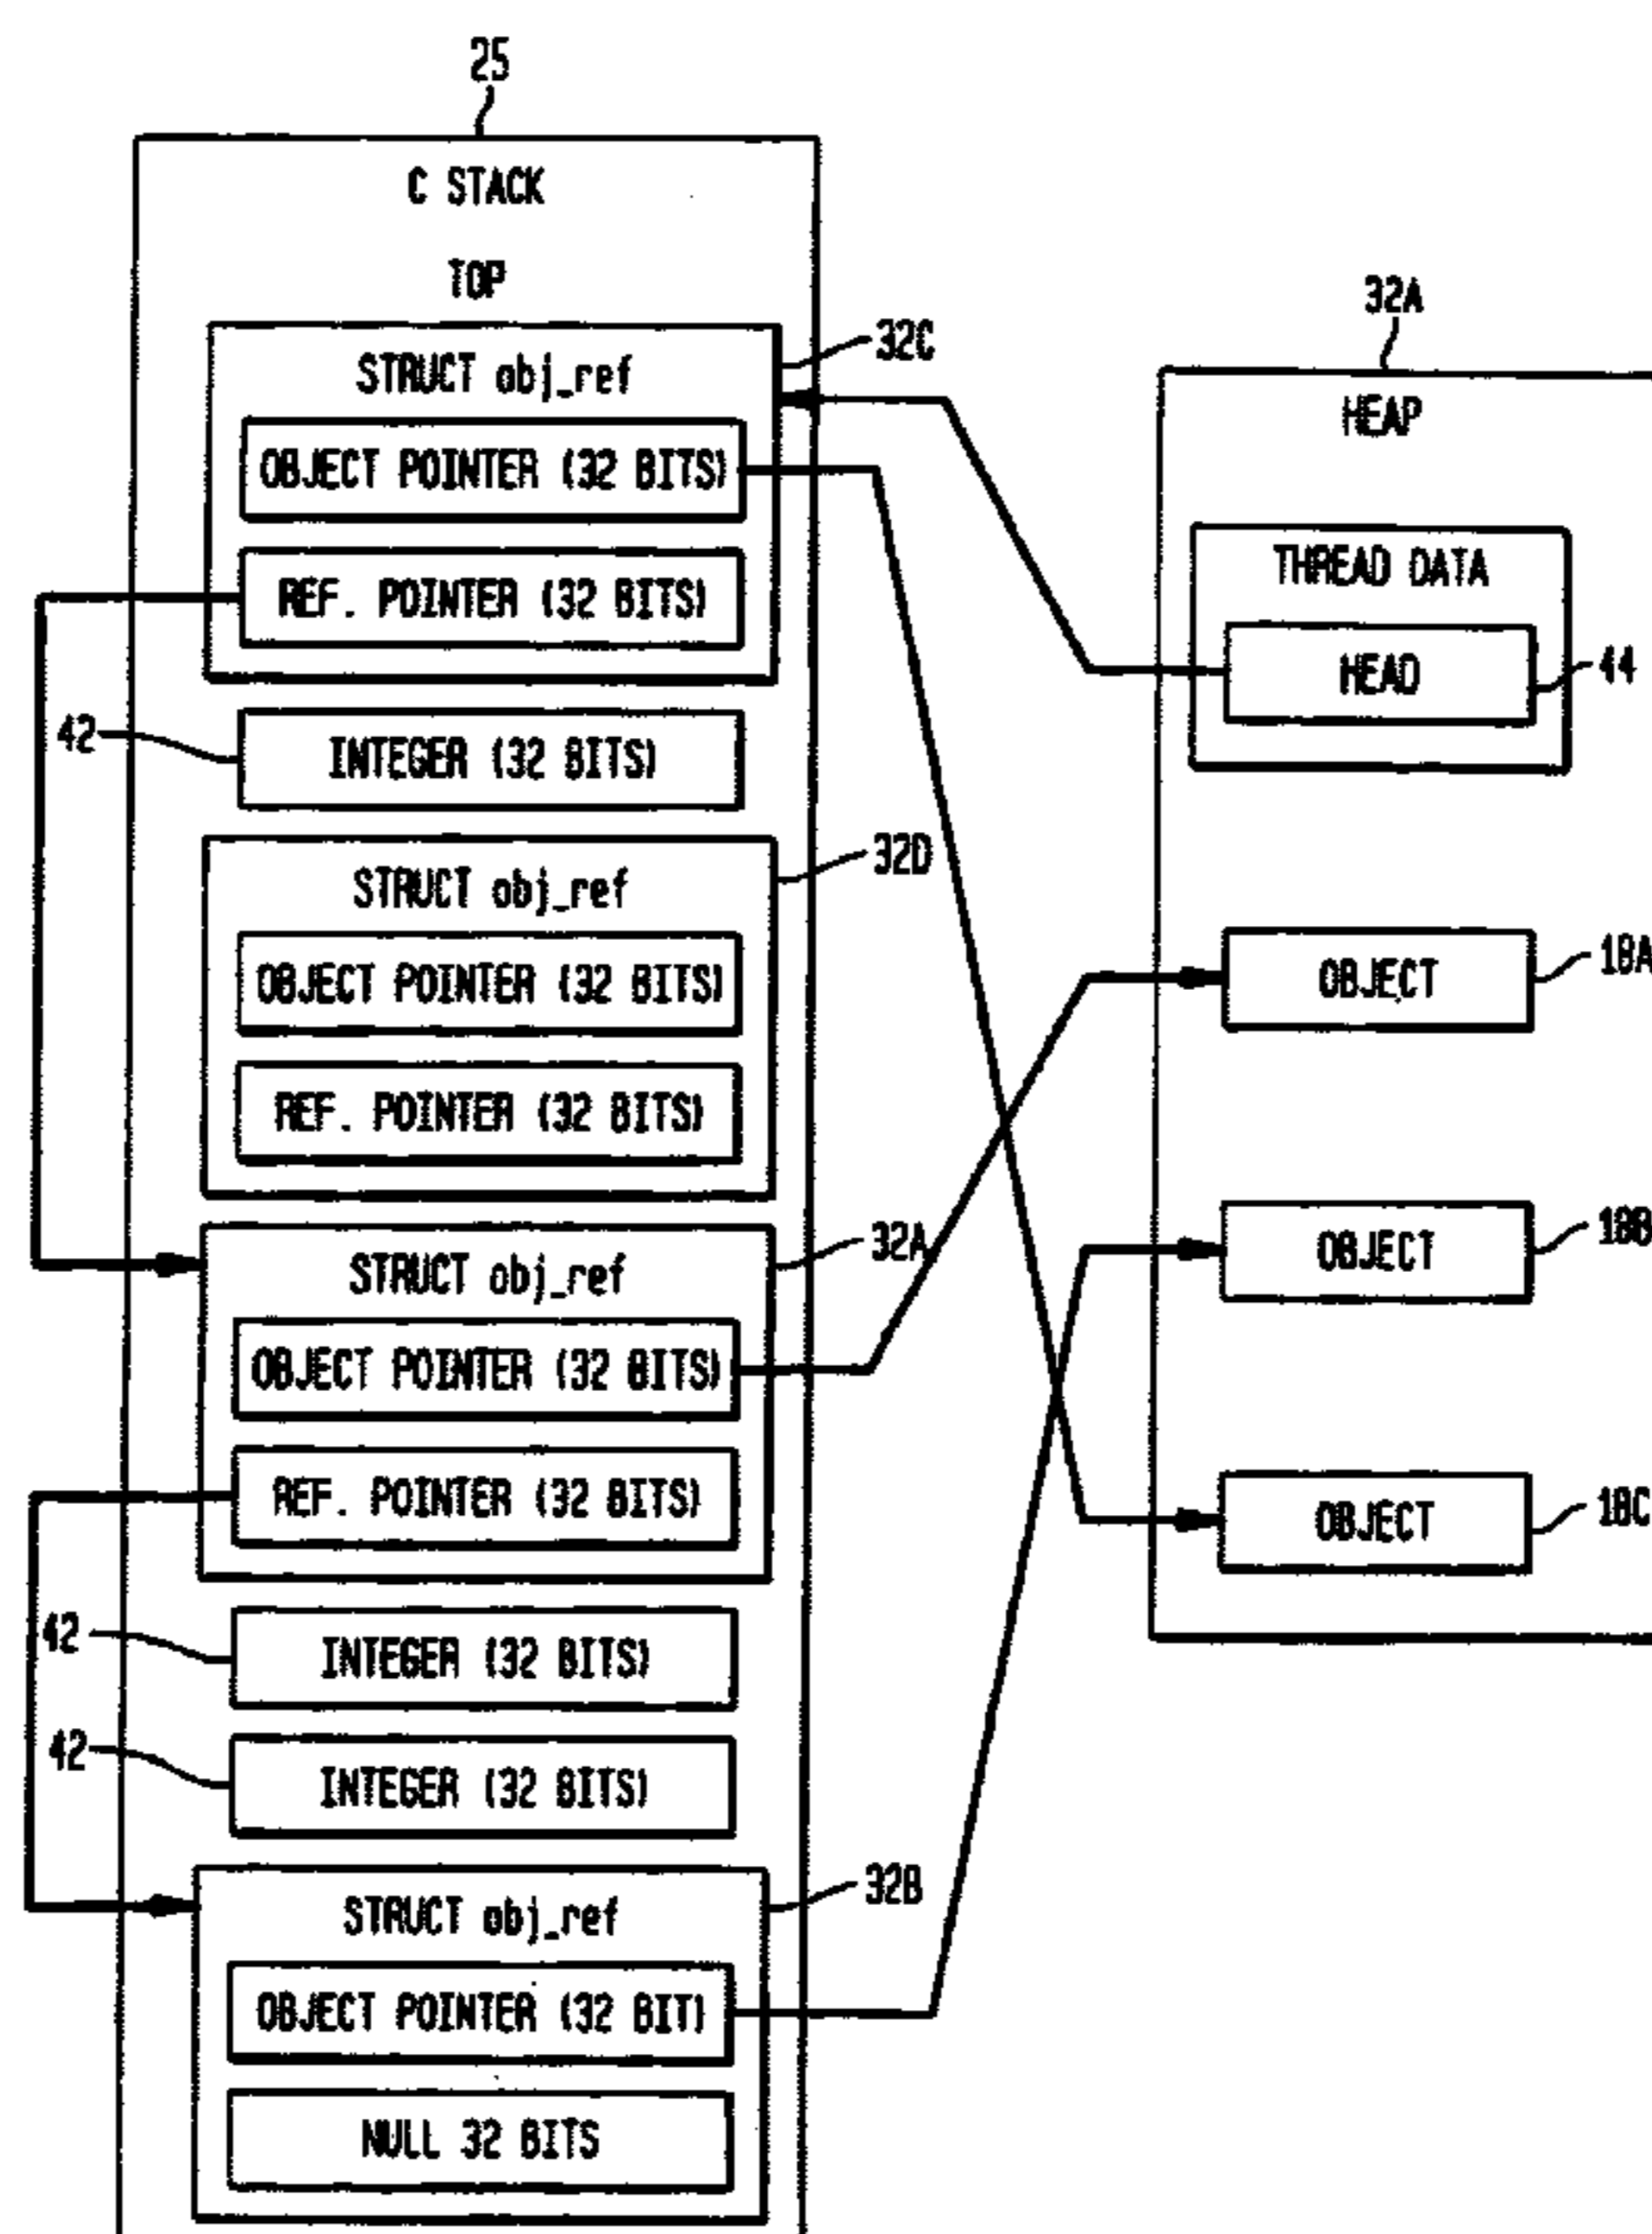 25
C STACK
TOP
32C
STRUCT obj_ref
OBJECT POINTER (32 BITS)
REF. POINTER (32 BITS)
42
INTEGER (32 BITS)
32D
STRUCT obj_ref
OBJECT POINTER (32 BITS)
REF. POINTER (32 BITS)
32A
STRUCT obj_ref
OBJECT POINTER (32 BITS)
REF. POINTER (32 BITS)
42
INTEGER (32 BITS)
42
INTEGER (32 BITS)
32B
STRUCT obj_ref
OBJECT POINTER (32 BIT)
NULL 32 BITS
32A
HEAP
THREAD DATA
HEAD
44
OBJECT
18A
OBJECT
18B
OBJECT
18C